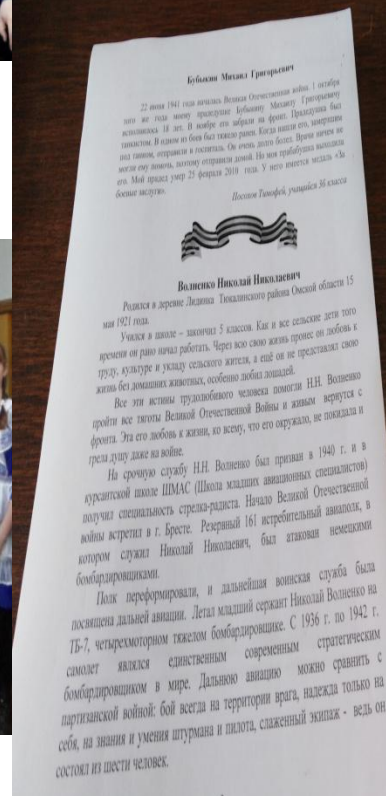 Бубыкин Михаил Григорьевич
22 июня 1941 года началась Великая Отечественная война. 1 октября
того же года моему прадедушке Бубыкину Михаилу Григорьевичу
исполнилось 18 лет. В ноябре его забрали на фронт. Прадедушка был
танкистом. В одном из боев был тяжело ранен. Когда нашли его, замершим
под танком, отправили в госпиталь. Он очень долго болел. Врачи ничем не
могли ему помочь, поэтому отправили домой. Но моя прабабушка выходила
его. Мой прадед умер 25 февраля 2010 года. У него имеется медаль «За
боевые заслуги».
Посохов Тимофей, учащийся 3б класса
Волненко Николай Николаевич
Родился в деревне Лидинка Тюкалинского района Омской области 15
мая 1921 года.
Учился в школе – закончил 5 классов. Как и все сельские дети того
времени он рано начал работать. Через всю свою жизнь пронес он любовь к
труду, культуре и укладу сельского жителя, а ещё он не представлял свою
жизнь без домашних животных, особенно любил лошадей.
Все эти истины трудолюбивого человека помогли Н.Н. Волненко
пройти все тяготы Великой Отечественной Войны и живым вернутся с
фронта. Эта его любовь к жизни, ко всему, что его окружало, не покидала и
грела душу даже на войне.
На срочную службу Н.Н. Волненко был призван в 1940 г. и в
курсантской школе ШМАС (Школа младших авиационных специалистов)
получил специальность стрелка-радиста. Начало Великой Отечественной
войны встретил в г. Бресте. Резервный 161 истребительный авиаполк, в
котором служил Николай Николаевич, был атакован немецкими
бомбардировщиками.
Полк переформировали, и дальнейшая воинская служба была
посвящена дальней авиации. Летал младший сержант Николай Волненко на
ТБ-7, четырехмоторном тяжелом бомбардировщике. С 1936 г. по 1942 г.
самолет являлся единственным современным стратегическим
бомбардировщиком в мире. Дальнюю авиацию можно сравнить с
партизанской войной: бой всегда на территории врага, надежда только на
себя, на знания и умения штурмана и пилота, слаженный экипаж - ведь он
состоял из шести человек.